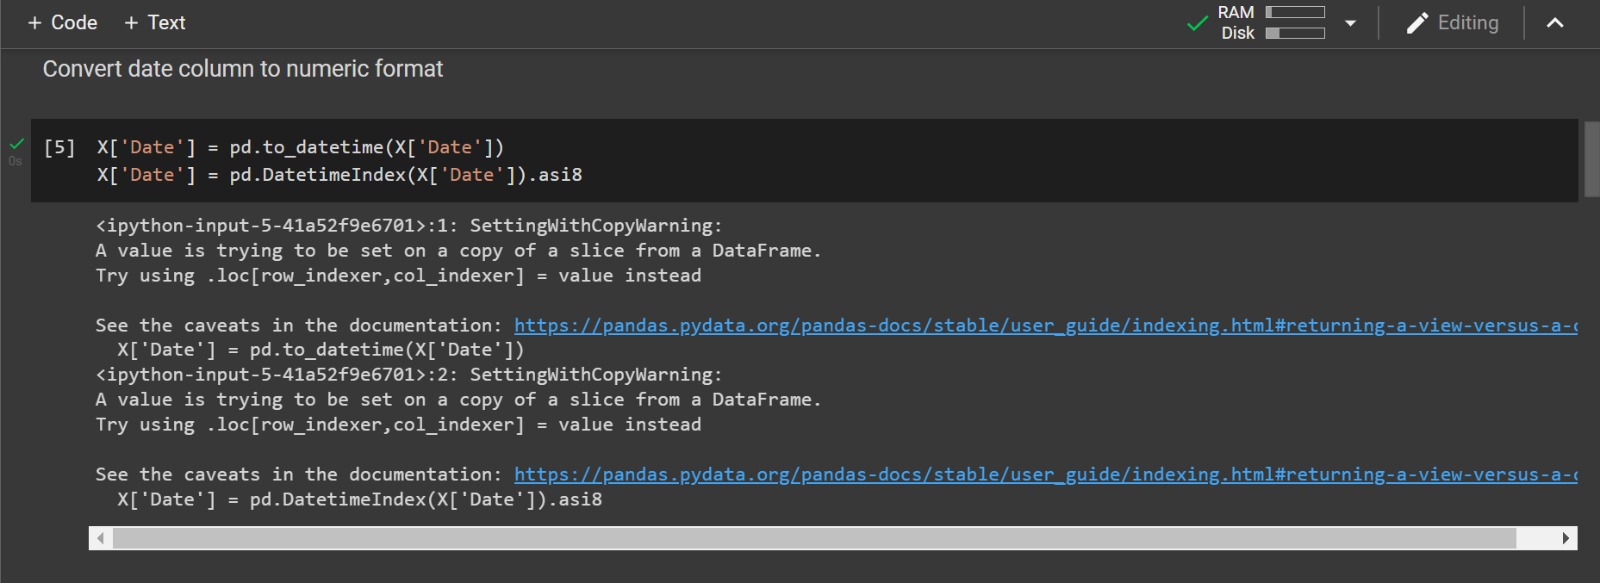 + Code + Text
RAM
Disk
Editing
Convert date column to numeric format
0s
[5] X['Date'] = pd.to_datetime(X['Date'])
X['Date'] = pd.DatetimeIndex(X['Date']).asi8
<ipython-input-5-41a52f9e6701>:1: SettingWithCopyWarning:
A value is trying to be set on a copy of a slice from a DataFrame.
Try using .loc[row_indexer,col_indexer] = value instead
See the caveats in the documentation: https://pandas.pydata.org/pandas-docs/stable/user_guide/indexing.html#returning-a-view-versus-a-
X['Date'] = pd.to_datetime(X['Date'])
<ipython-input-5-41a52f9e6701>:2: SettingWithCopyWarning:
A value is trying to be set on a copy of a slice from a DataFrame.
Try using .loc[row_indexer,col_indexer] = value instead
See the caveats in the documentation: https://pandas.pydata.org/pandas-docs/stable/user_guide/indexing.html#returning-a-view-versus-a-
X['Date'] = pd.DatetimeIndex(X['Date']).asi8